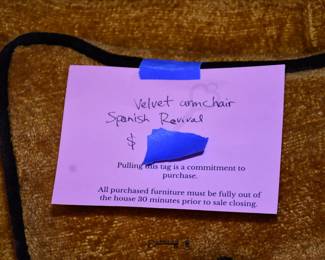 velvet armchair
Spanish Revival
$
Pulling this tag is a commitment to
purchase.
All purchased furniture must be fully out of
the house 30 minutes prior to sale closing.